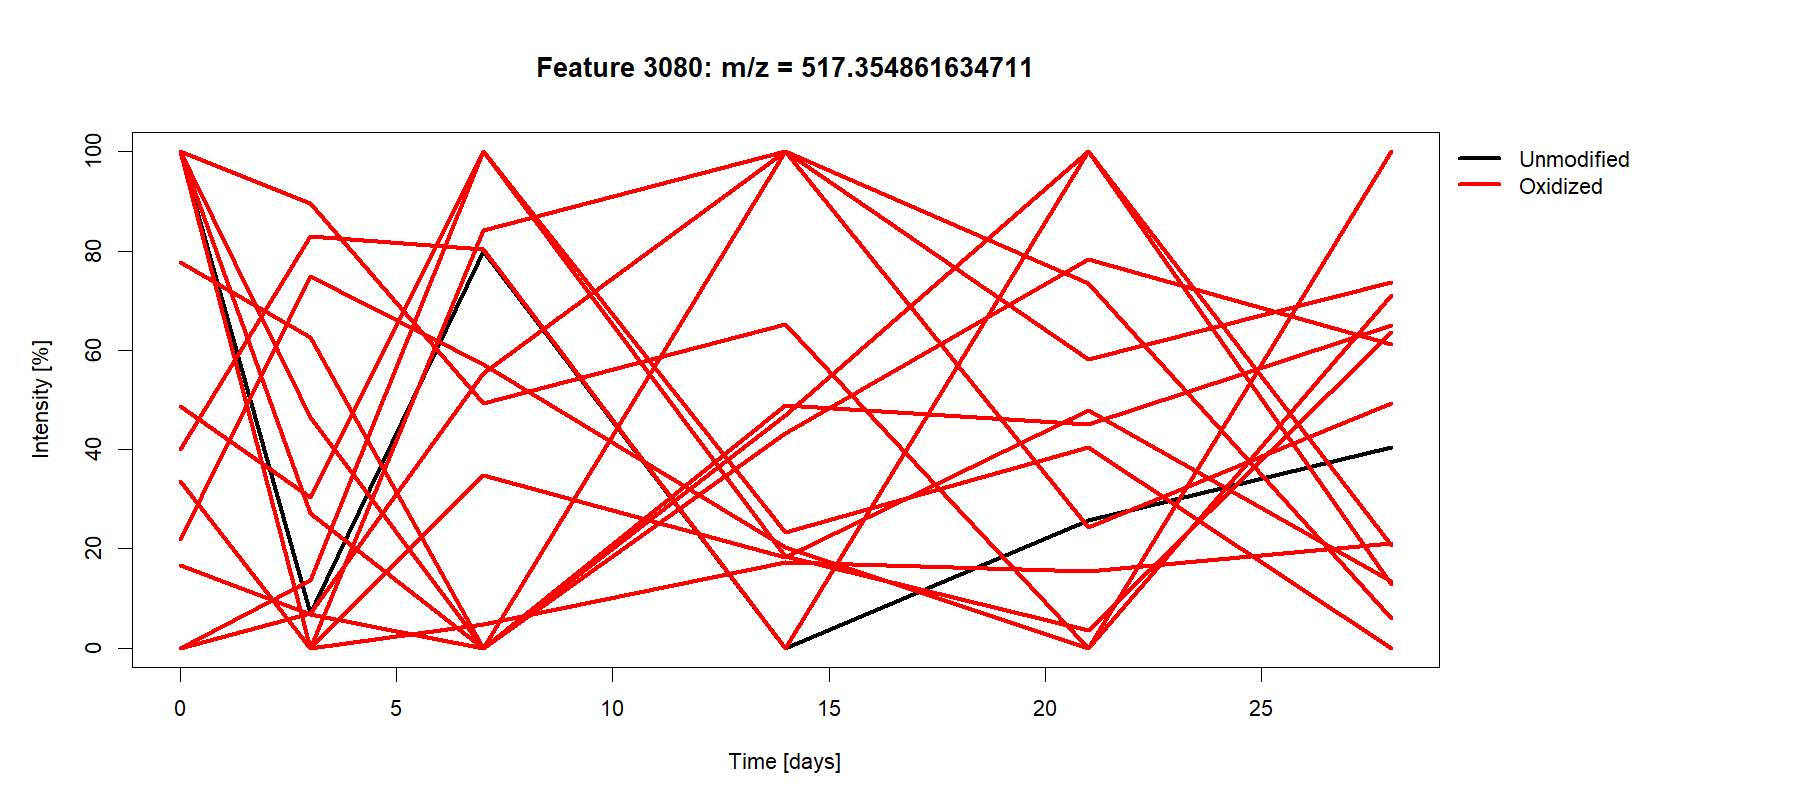 Feature 3080: m/z = 517.354861634711
Unmodified
Oxidized
Intensity [%]
100
80
60
40
20
0
0 5 10 15 20 25
Time [days]